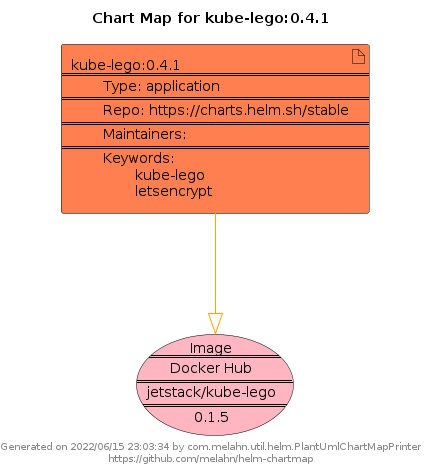 Chart Map for kube-lego:0.4.1
kube-lego:0.4.1
Type: application
Repo: https://charts.helm.sh/stable
Maintainers:
Keywords:
kube-lego
letsencrypt
Image
Docker Hub
jetstack/kube-lego
0.1.5
Generated on 2022/06/15 23:03:34 by com.melahn.util.helm.PlantUmlChartMapPrinter
https://github.com/melahn/helm-chartmap